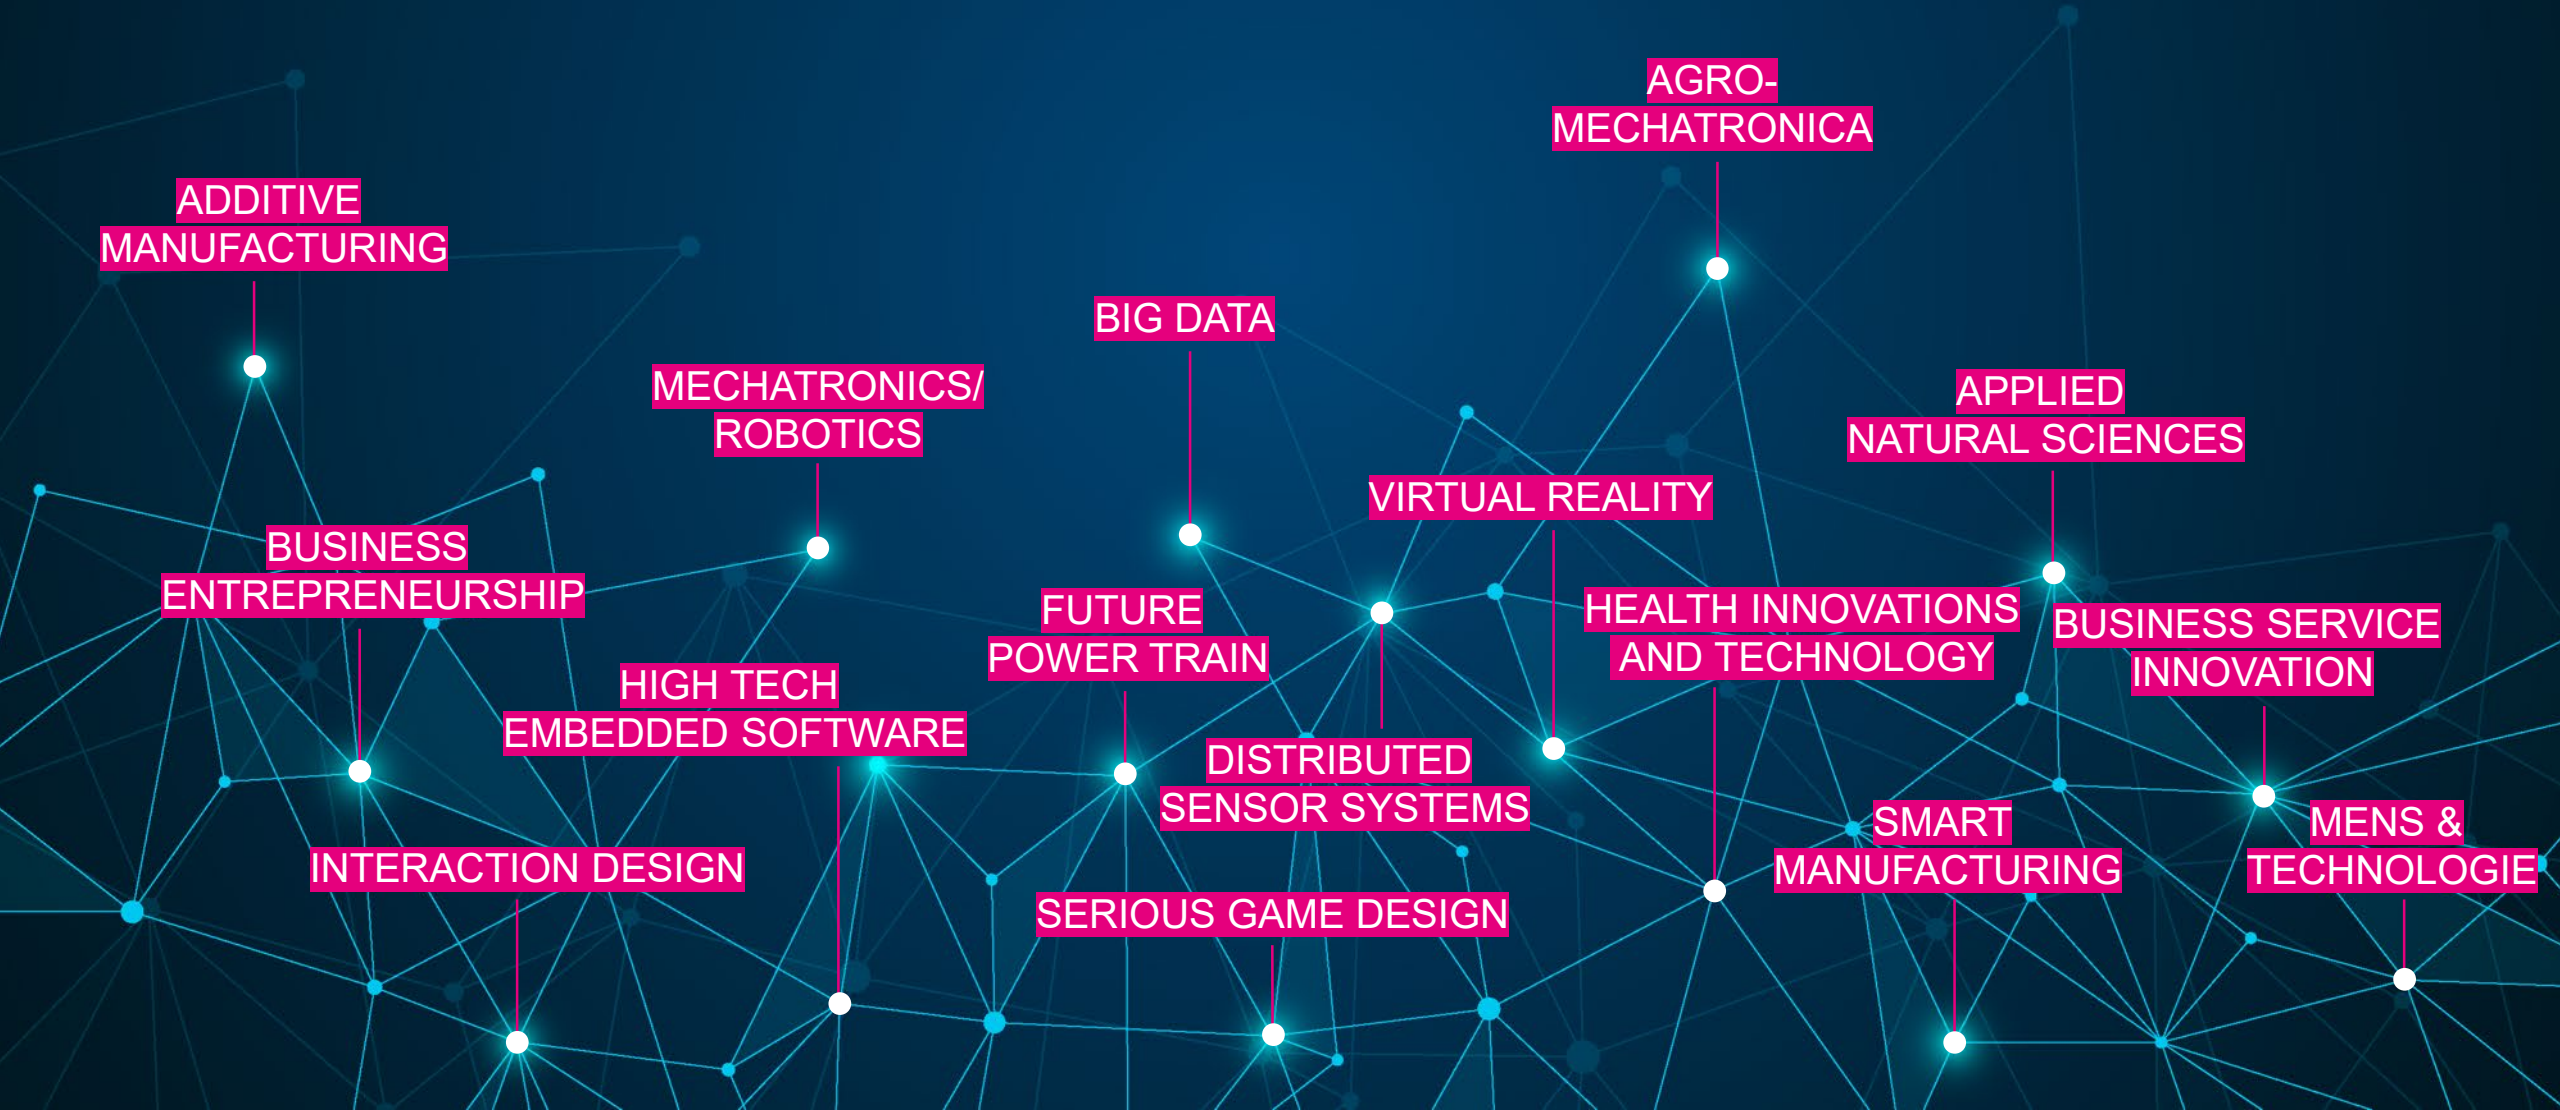 AGRO-
MECHATRONICA
ADDITIVE
MANUFACTURING
BIG DATA
MECHATRONICS/
ROBOTICS
APPLIED
NATURAL SCIENCES
VIRTUAL REALITY
BUSINESS
ENTREPRENEURSHIP
FUTURE
POWER TRAIN
HEALTH INNOVATIONS
AND TECHNOLOGY
BUSINESS SERVICE
INNOVATION
HIGH TECH
EMBEDDED SOFTWARE
DISTRIBUTED
SENSOR SYSTEMS
SMART
MANUFACTURING
MENS &
TECHNOLOGIE
INTERACTION DESIGN
SERIOUS GAME DESIGN